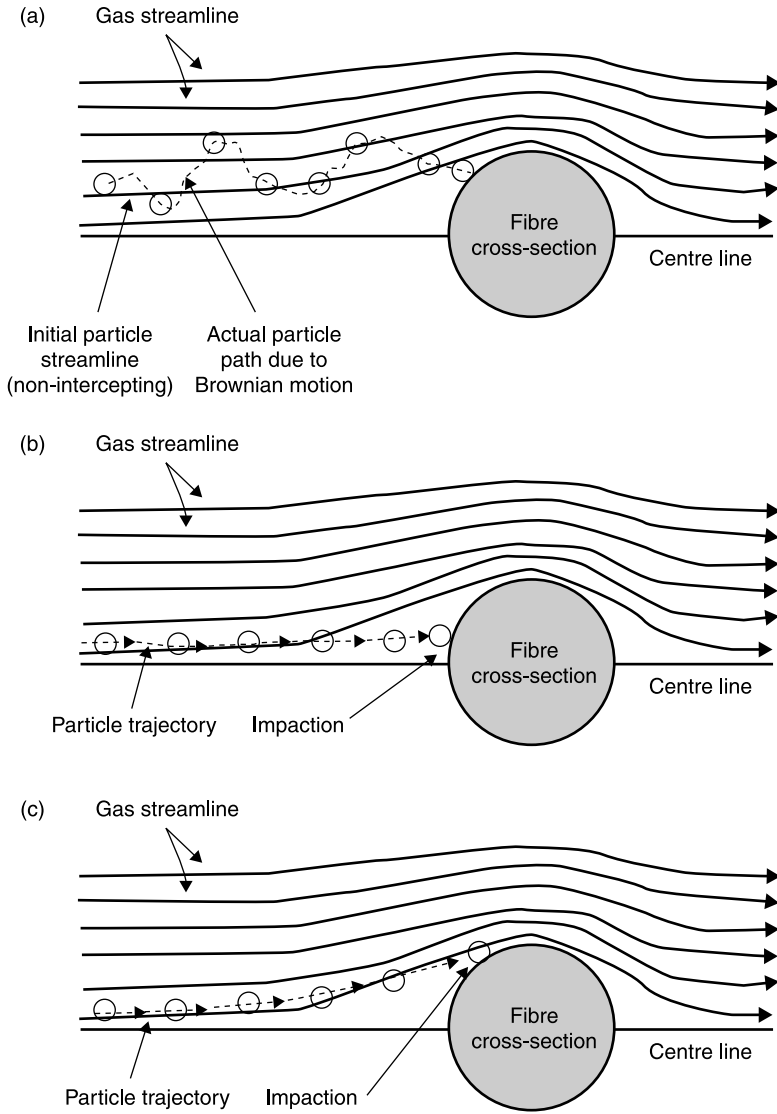 (a)
Gas streamline
Fibre
cross-section
Centre line
Initial particle
streamline
(non-intercepting)
Actual particle
path due to
Brownian motion
(b)
Gas streamline
Fibre
cross-section
Centre line
Particle trajectory
Impaction
(c)
Gas streamline
Fibre
cross-section
Centre line
Particle trajectory
Impaction